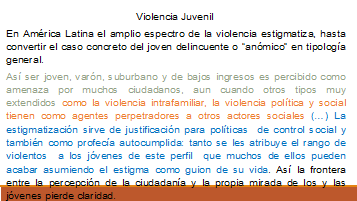 Violencia Juvenil
En América Latina el amplio espectro de la violencia estigmatiza, hasta
convertir el caso concreto del joven delincuente o "anómico" en tipología
general.
Así ser joven, varón, suburbano y de bajos ingresos es percibido como
amenaza por muchos ciudadanos, aun cuando otros tipos muy
extendidos como la violencia intrafamiliar, la violencia política y social
tienen como agentes perpetradores a otros actores sociales (…) La
estigmatización sirve de justificación para políticas de control social y
también como profecía autocumplida: tanto se les atribuye el rango de
violentos a los jóvenes de este perfil que muchos de ellos pueden
acabar asumiendo el estigma como guion de su vida. Así la frontera
entre la percepción de la ciudadanía y la propia mirada de los y las
jóvenes pierde claridad.